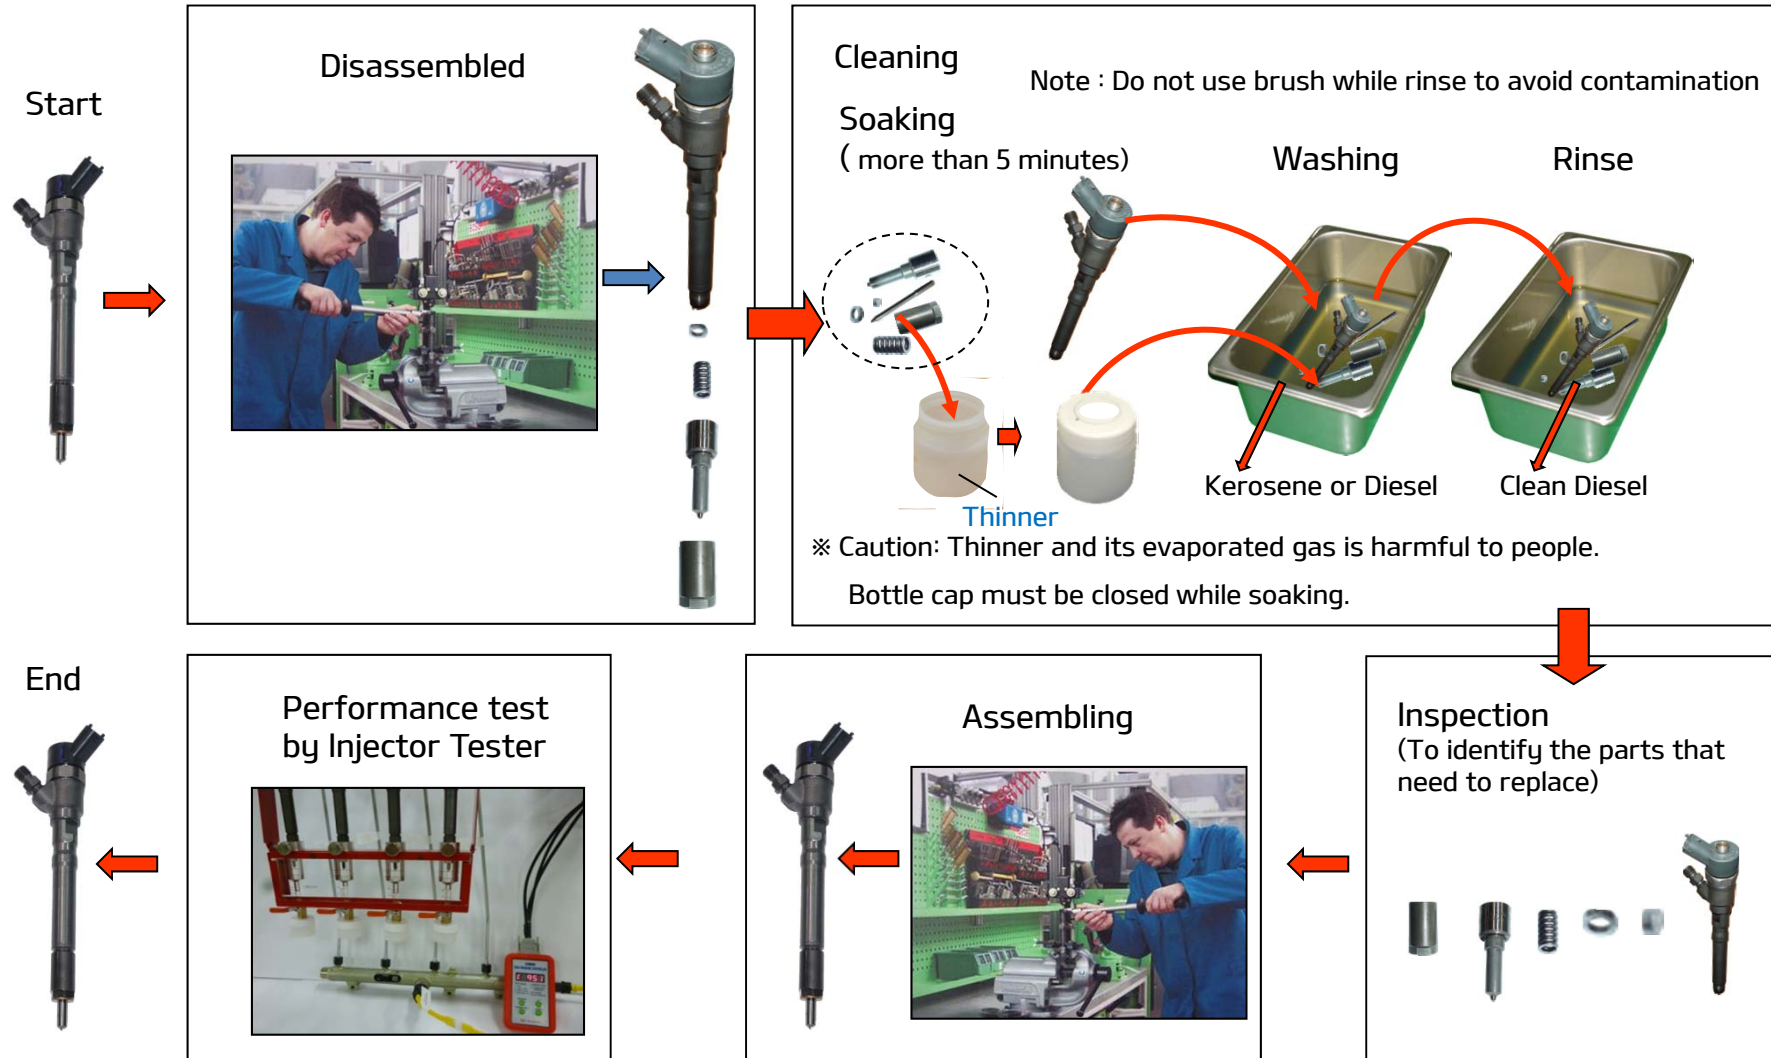 Start
Disassembled
Cleaning
Note : Do not use brush while rinse to avoid contamination
Soaking
( more than 5 minutes)
Washing
Rinse
Thinner
Kerosene or Diesel
Clean Diesel
※ Caution: Thinner and its evaporated gas is harmful to people.
Bottle cap must be closed while soaking.
Inspection
(To identify the parts that
need to replace)
Assembling
Performance test
by Injector Tester
End